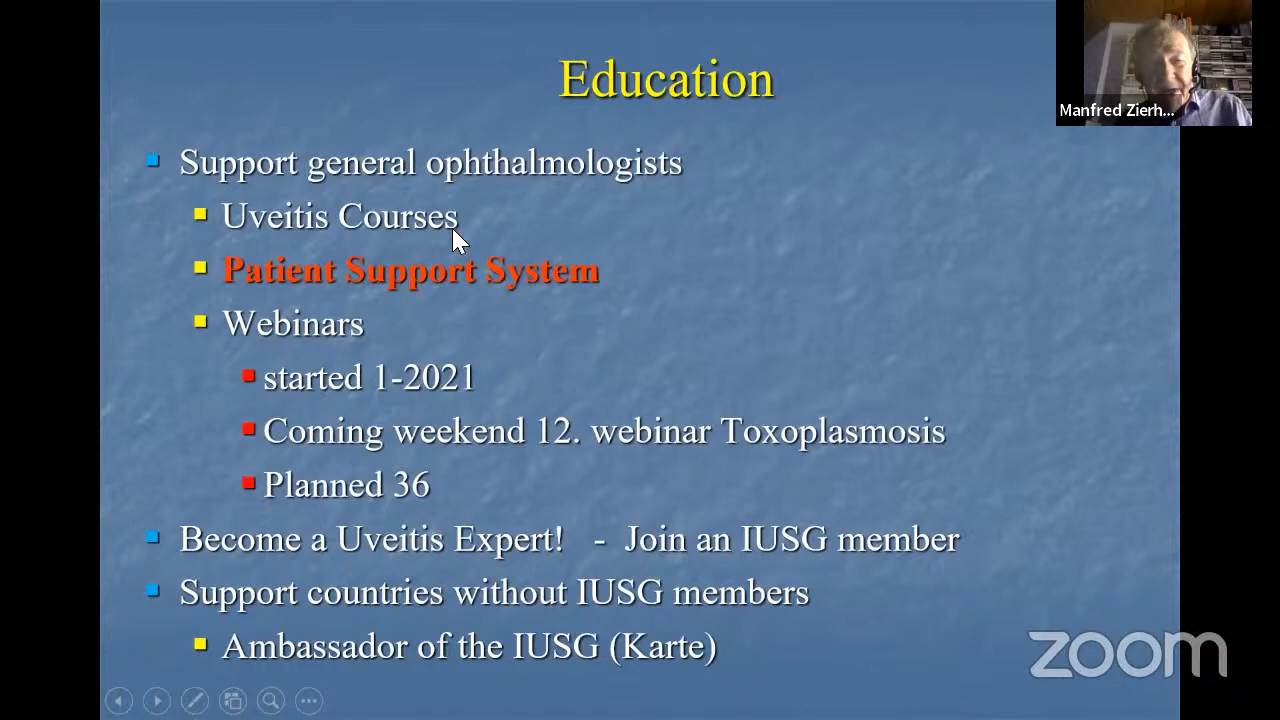 Education
Manfred Zierh...
Support general ophthalmologists
Uveitis Courses
Patient Support System
Webinars
started 1-2021
Coming weekend 12. webinar Toxoplasmosis
Planned 36
Become a Uveitis Expert! - Join an IUSG member
Support countries without IUSG members
Ambassador of the IUSG (Karte)
zoom